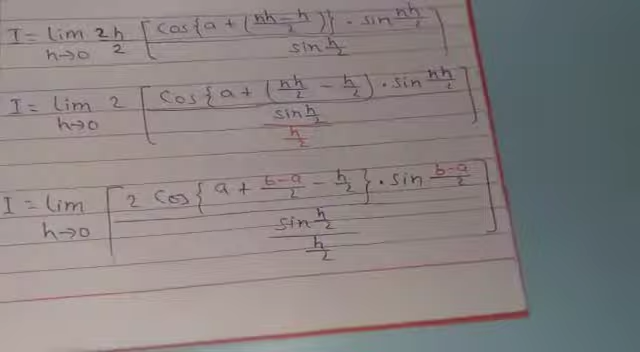 I = lim h→0 2h/2 [ cos{a + (nh-h/2)} · sin nh/2 / sin h/2 ]
I = lim h→0 2 [ cos{a + (nh/2 - h/2) · sin nh/2 / sin h/2 / h/2 ]
I = lim h→0 [ 2 cos{a + b-a/2 - h/2} · sin b-a/2 / sin h/2 / h/2 ]